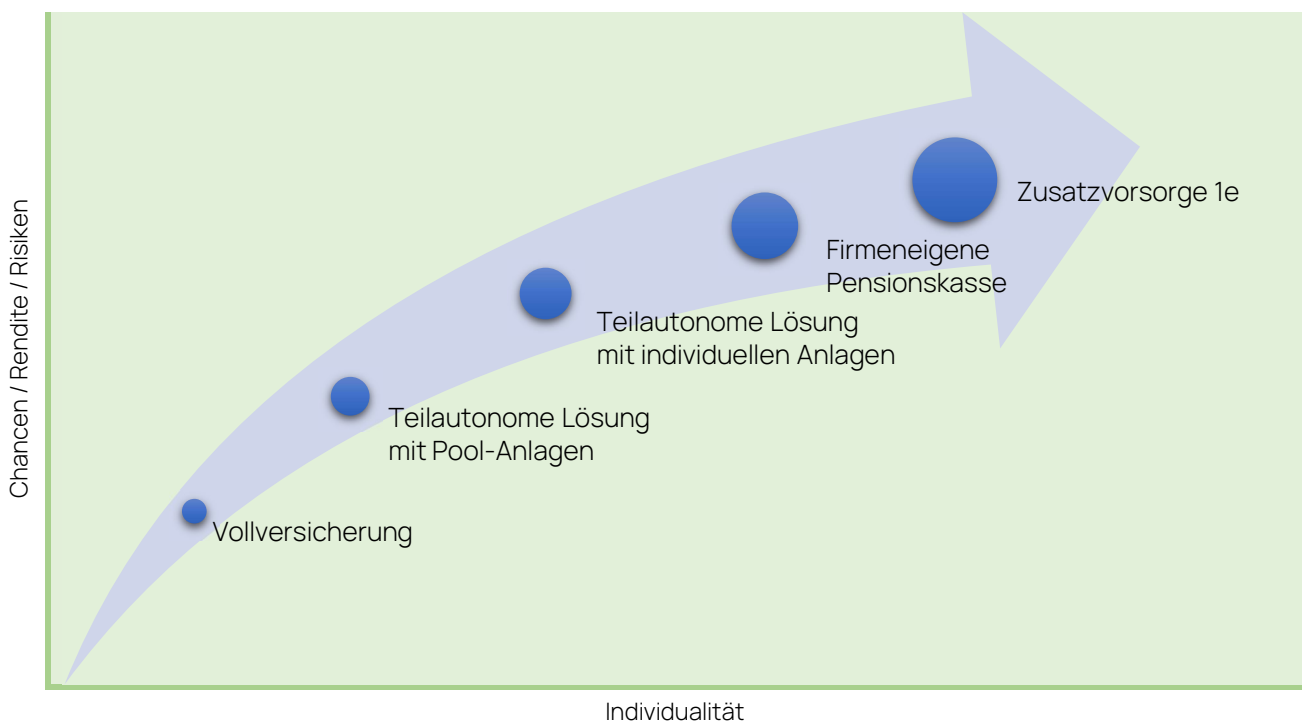 Chancen / Rendite / Risiken
Zusatzvorsorge 1e
Firmeneigene
Pensionskasse
Teilautonome Lösung
mit individuellen Anlagen
Teilautonome Lösung
mit Pool-Anlagen
Vollversicherung
Individualität